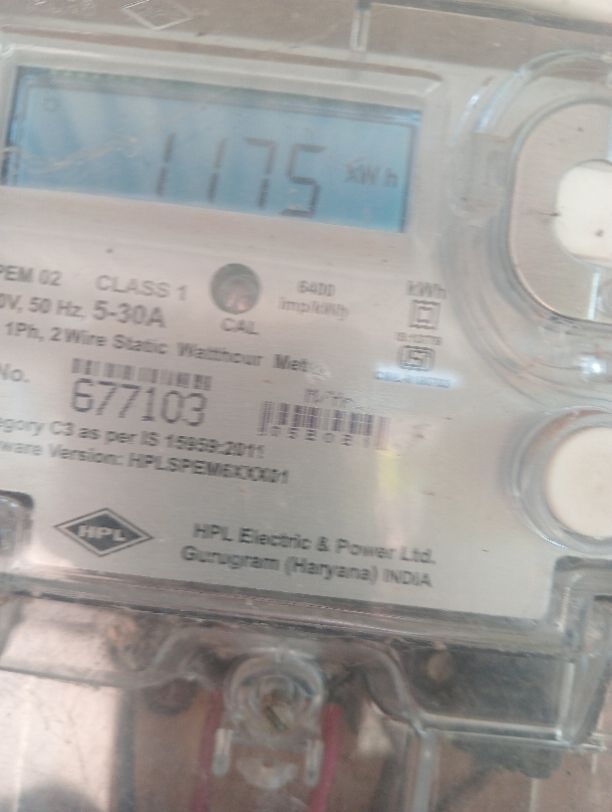 1175 kWh
PEM 02 CLASS 1 6400 imp/kWh kWh
0V, 50 Hz, 5-30A CAL
1Ph, 2 Wire Static Watthour
No. 677103
egory C3 as per IS 15959:2011
ware Version:
HPL
HPL Electric & Power Ltd.
Gurugram (Haryana) INDIA